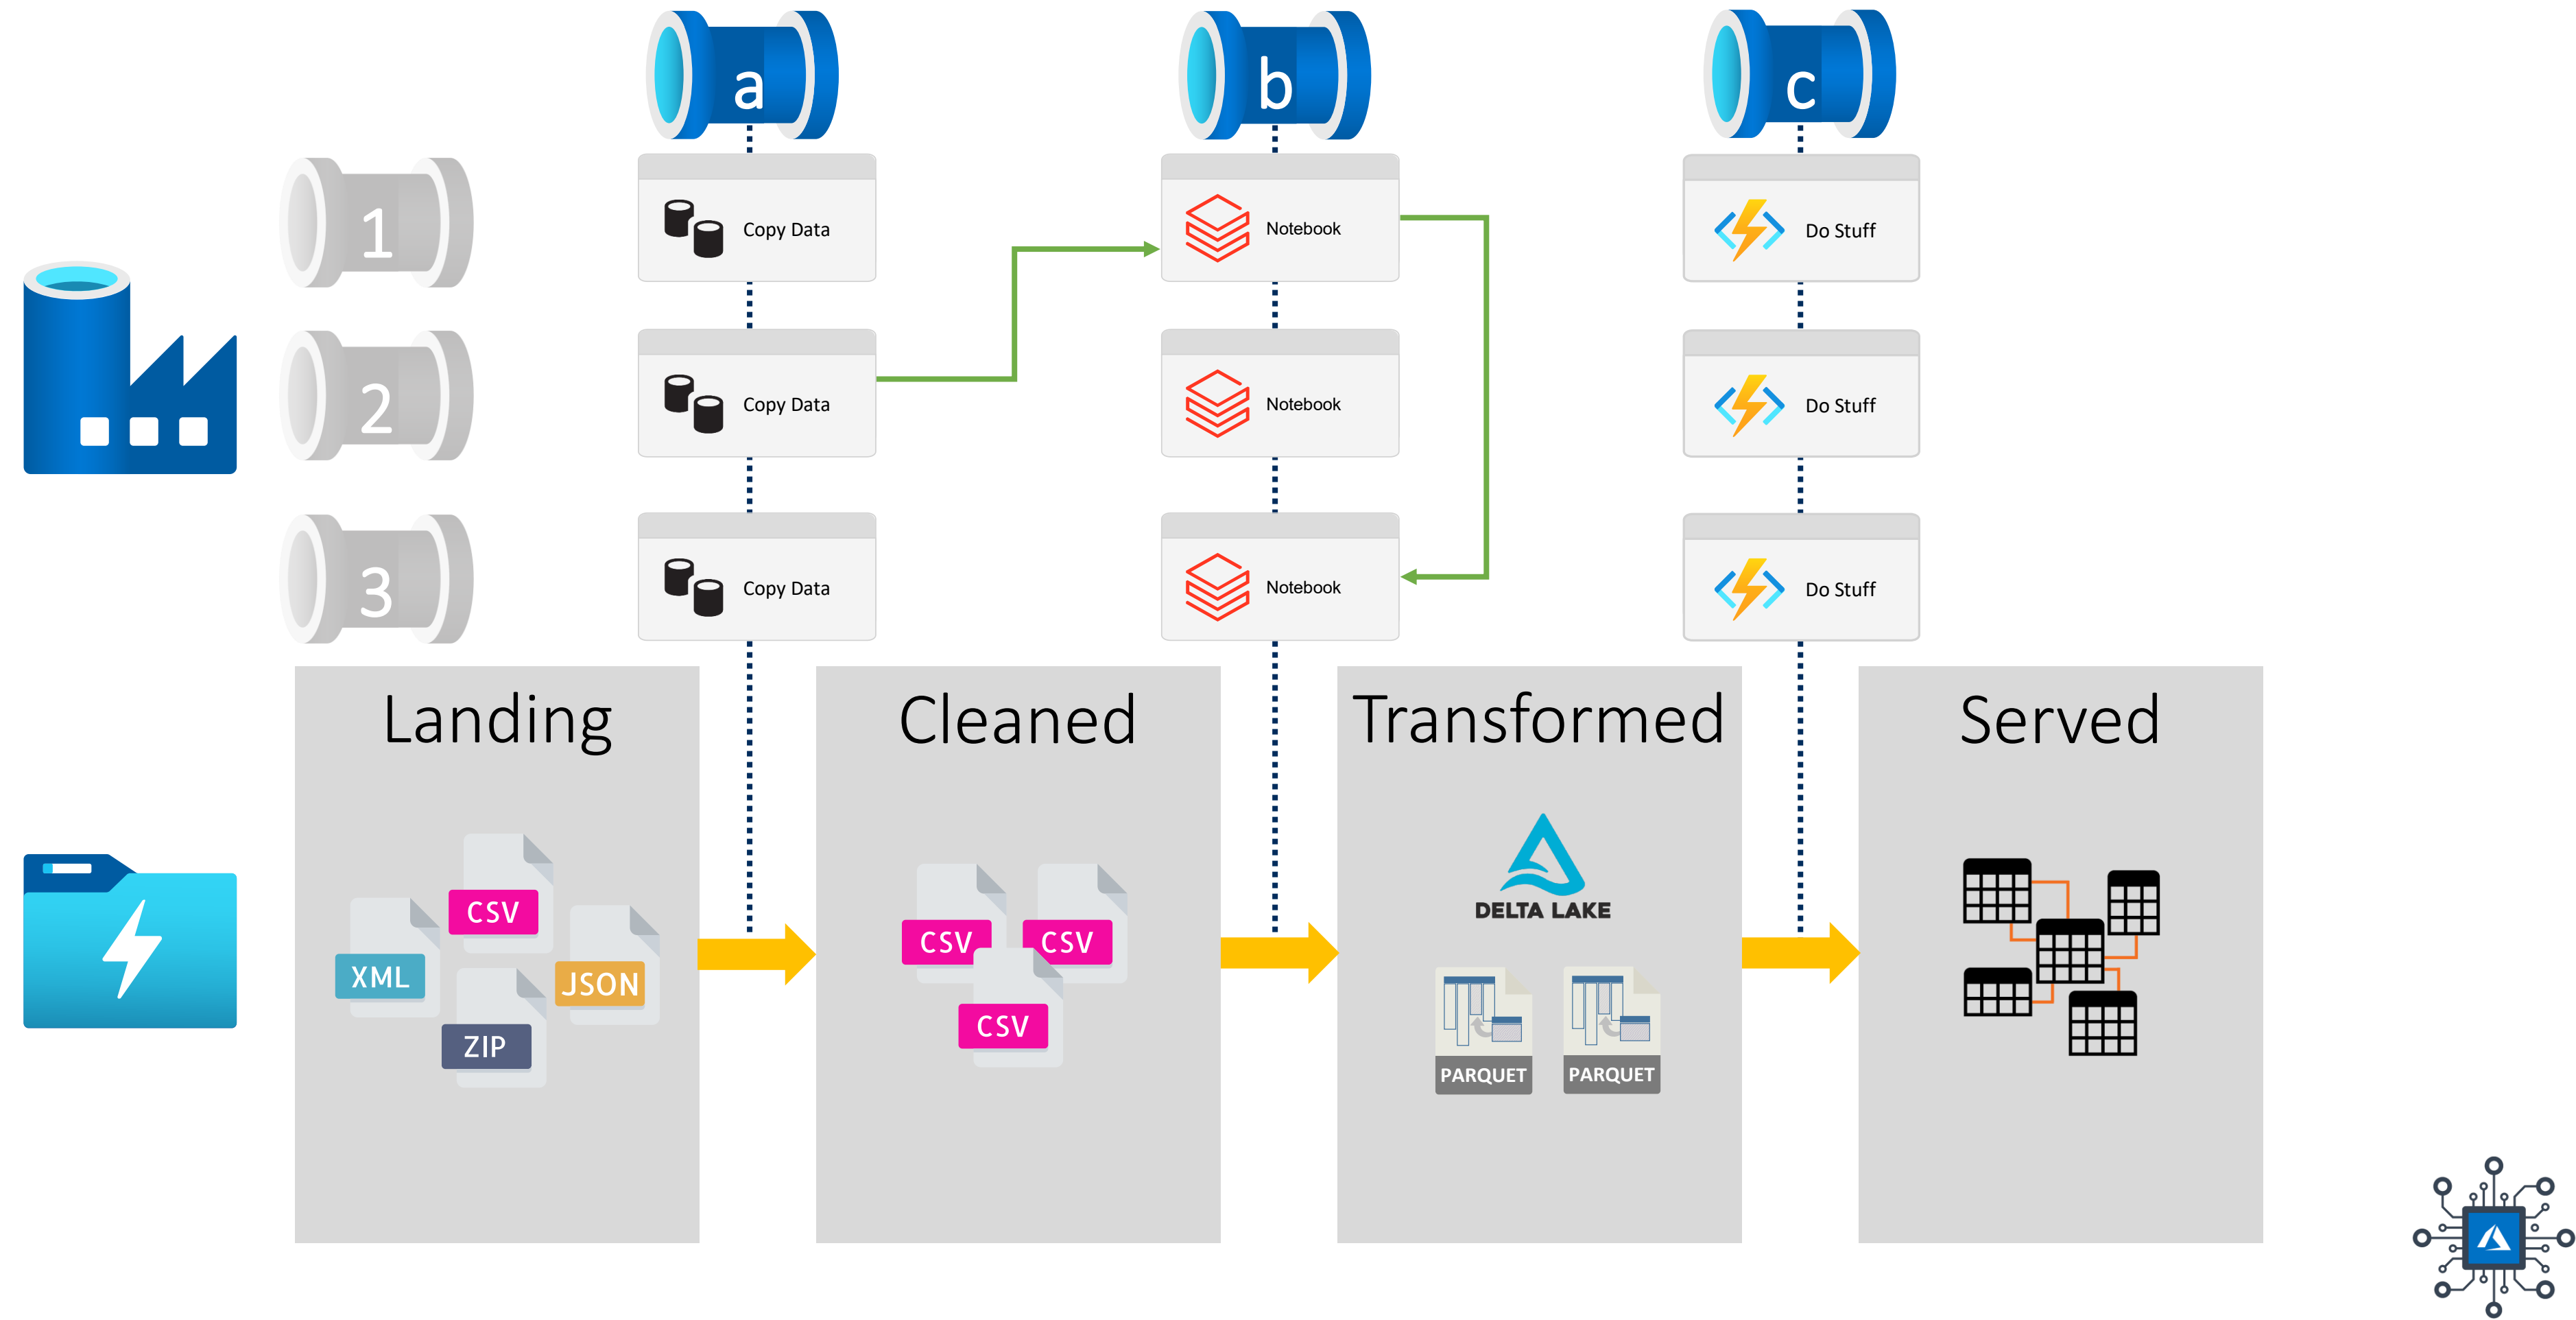 a
b
c
1
Copy Data
Notebook
Do Stuff
2
Copy Data
Notebook
Do Stuff
3
Copy Data
Notebook
Do Stuff
Landing
Cleaned
Transformed
Served
CSV
XML
JSON
ZIP
CSV
CSV
CSV
DELTA LAKE
PARQUET
PARQUET